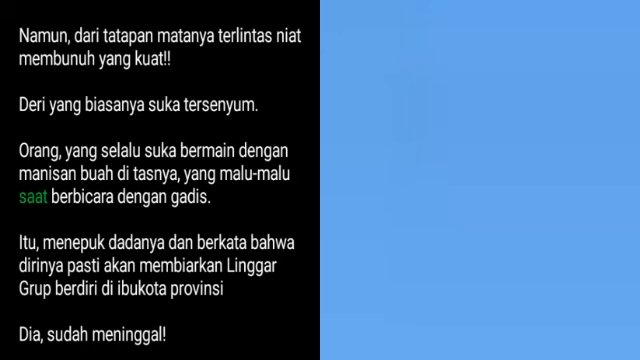 Namun, dari tatapan matanya terlintas niat
membunuh yang kuat!!
Deri yang biasanya suka tersenyum.
Orang, yang selalu suka bermain dengan
manisan buah di tasnya, yang malu-malu
saat berbicara dengan gadis.
Itu, menepuk dadanya dan berkata bahwa
dirinya pasti akan membiarkan Linggar
Grup berdiri di ibukota provinsi
Dia, sudah meninggal!